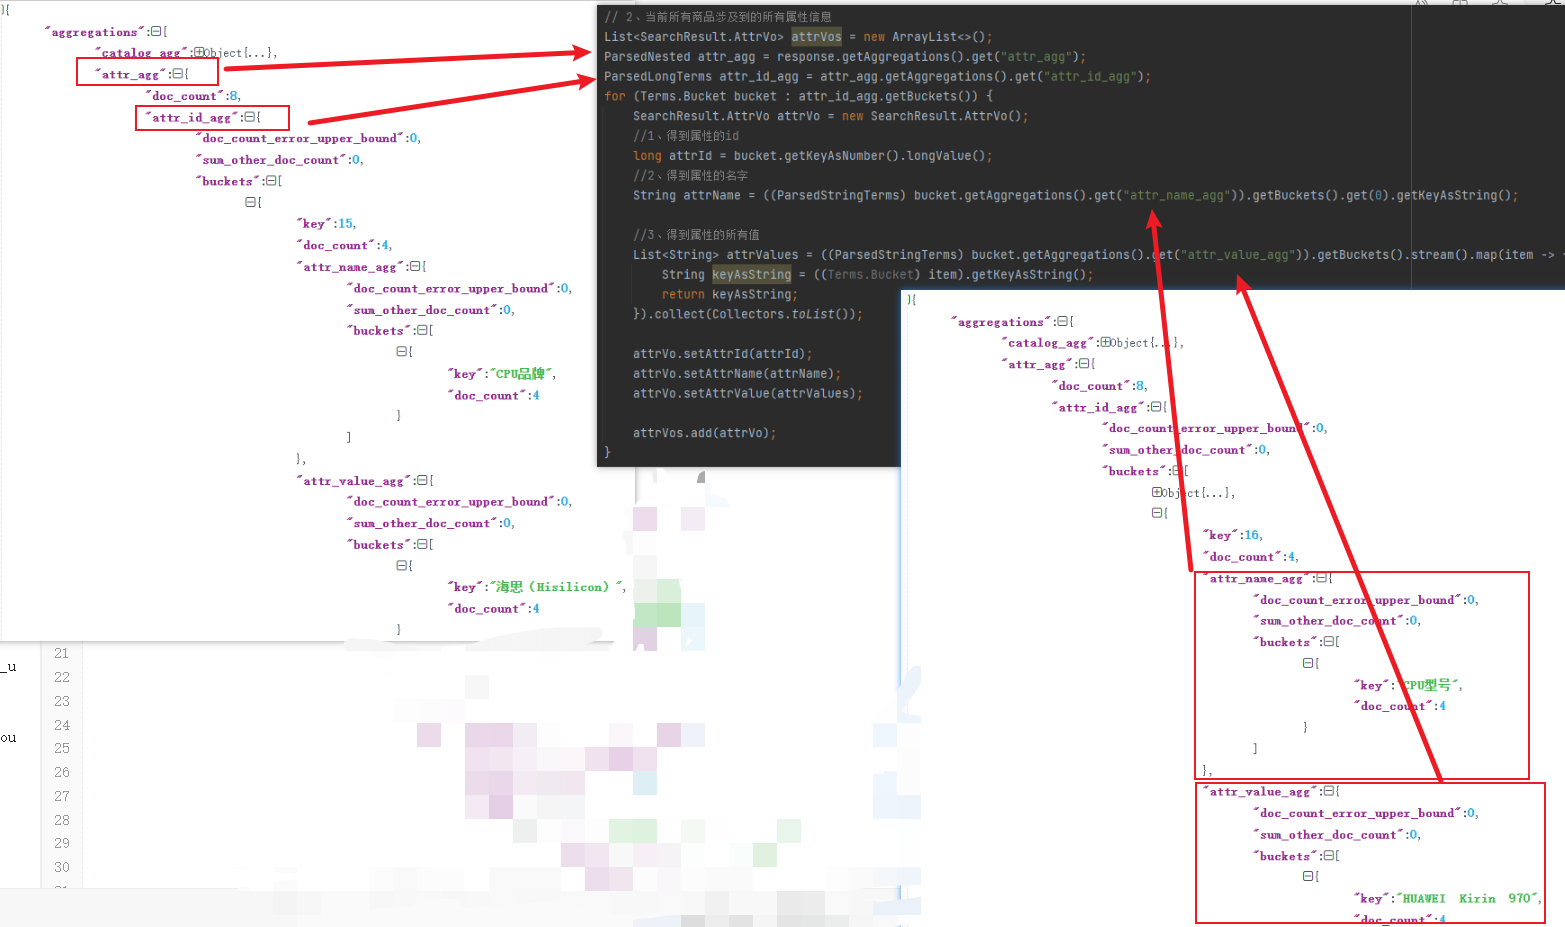 }{
"aggregations":{
"catalog_agg":Object{...},
"attr_agg":{
"doc_count":8,
"attr_id_agg":{
"doc_count_error_upper_bound":0,
"sum_other_doc_count":0,
"buckets":[
{
"key":15,
"doc_count":4,
"attr_name_agg":{
"doc_count_error_upper_bound":0,
"sum_other_doc_count":0,
"buckets":[
{
"key":"CPU品牌",
"doc_count":4
}
]
},
"attr_value_agg":{
"doc_count_error_upper_bound":0,
"sum_other_doc_count":0,
"buckets":[
{
"key":"海思（Hisilicon）",
"doc_count":4
}
// 2、当前所有商品涉及到的所有属性信息
List<SearchResult.AttrVo> attrVos = new ArrayList<>();
ParsedNested attr_agg = response.getAggregations().get("attr_agg");
ParsedLongTerms attr_id_agg = attr_agg.getAggregations().get("attr_id_agg");
for (Terms.Bucket bucket : attr_id_agg.getBuckets()) {
SearchResult.AttrVo attrVo = new SearchResult.AttrVo();
//1、得到属性的id
long attrId = bucket.getKeyAsNumber().longValue();
//2、得到属性的名字
String attrName = ((ParsedStringTerms) bucket.getAggregations().get("attr_name_agg")).getBuckets().get(0).getKeyAsString();
//3、得到属性的所有值
List<String> attrValues = ((ParsedStringTerms) bucket.getAggregations().get("attr_value_agg")).getBuckets().stream().map(item ->
String keyAsString = ((Terms.Bucket) item).getKeyAsString();
return keyAsString;
}).collect(Collectors.toList());
attrVo.setAttrId(attrId);
attrVo.setAttrName(attrName);
attrVo.setAttrValue(attrValues);
attrVos.add(attrVo);
}
}{
"aggregations":{
"catalog_agg":Object{...},
"attr_agg":{
"doc_count":8,
"attr_id_agg":{
"doc_count_error_upper_bound":0,
"sum_other_doc_count":0,
"buckets":[
Object{...},
{
"key":16,
"doc_count":4,
"attr_name_agg":{
"doc_count_error_upper_bound":0,
"sum_other_doc_count":0,
"buckets":[
{
"key":"CPU型号",
"doc_count":4
}
]
},
"attr_value_agg":{
"doc_count_error_upper_bound":0,
"sum_other_doc_count":0,
"buckets":[
{
"key":"HUAWEI Kirin 970",
"doc_count":4
_u
ou
21
22
23
24
25
26
27
28
29
30